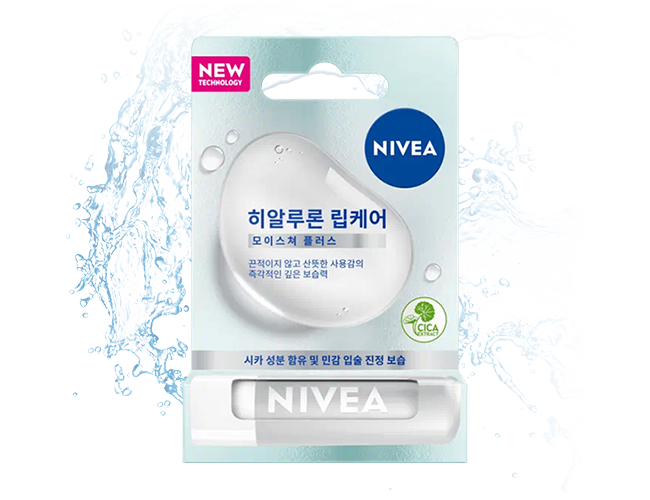 NEW
TECHNOLOGY
NIVEA
히알루론 립케어
모이스쳐 플러스
끈적이지 않고 산뜻한 사용감의
즉각적인 깊은 보습력
CICA
EXTRACT
시카 성분 함유 및 민감 입술 진정 보습
NIVEA